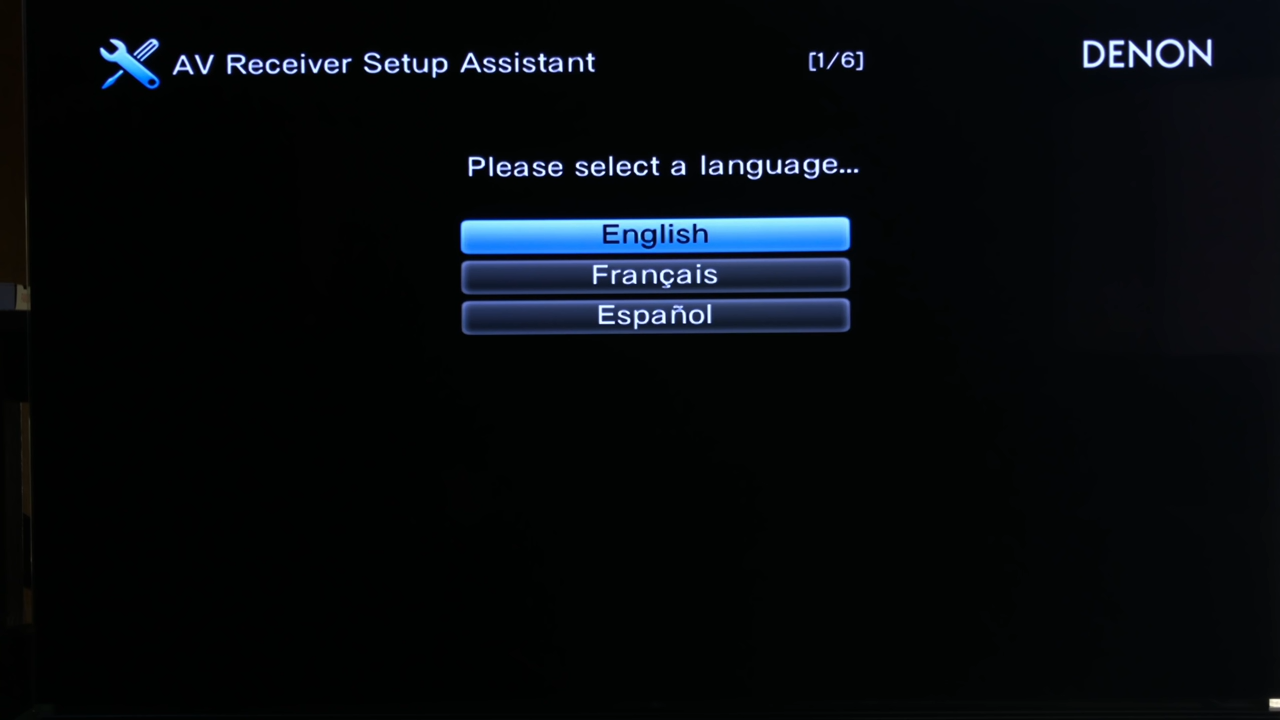 AV Receiver Setup Assistant [1/6] DENON
Please select a language...
English
Français
Español